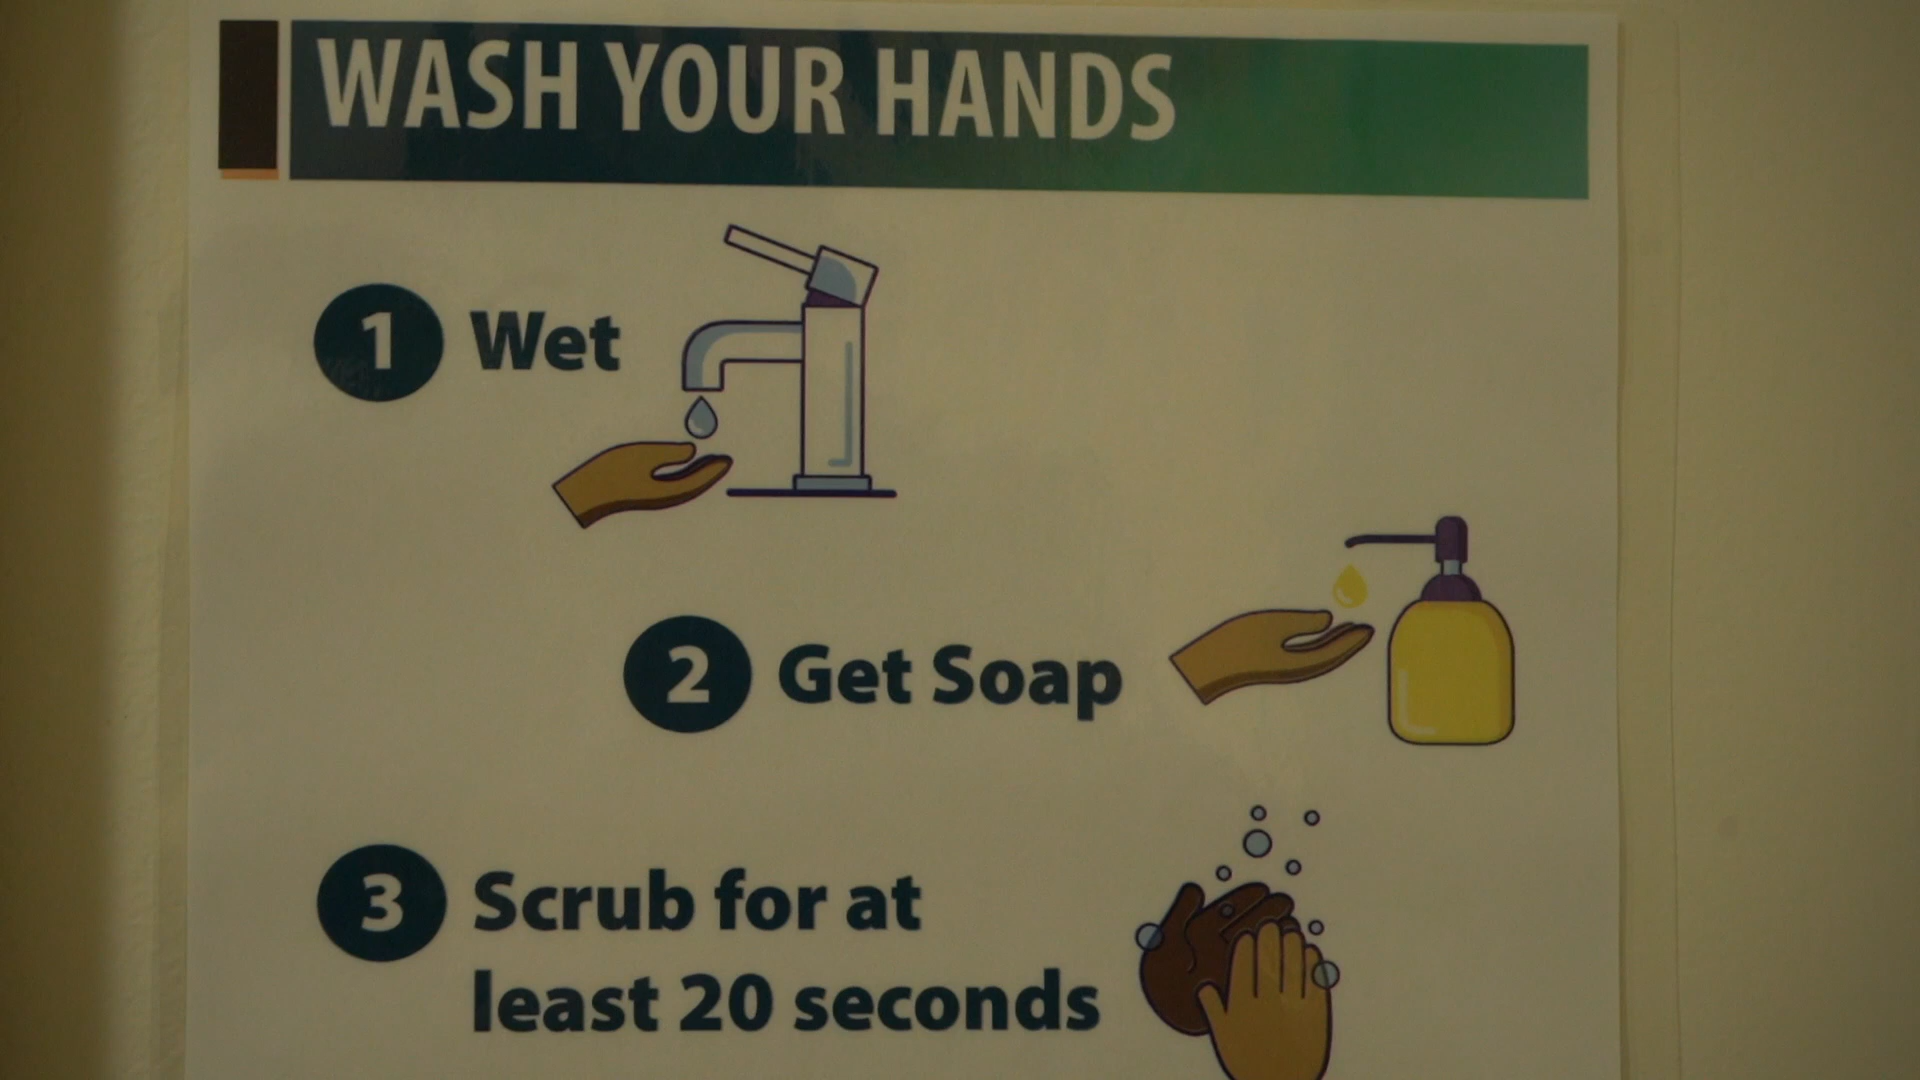 WASH YOUR HANDS
1 Wet
2 Get Soap
3 Scrub for at
least 20 seconds